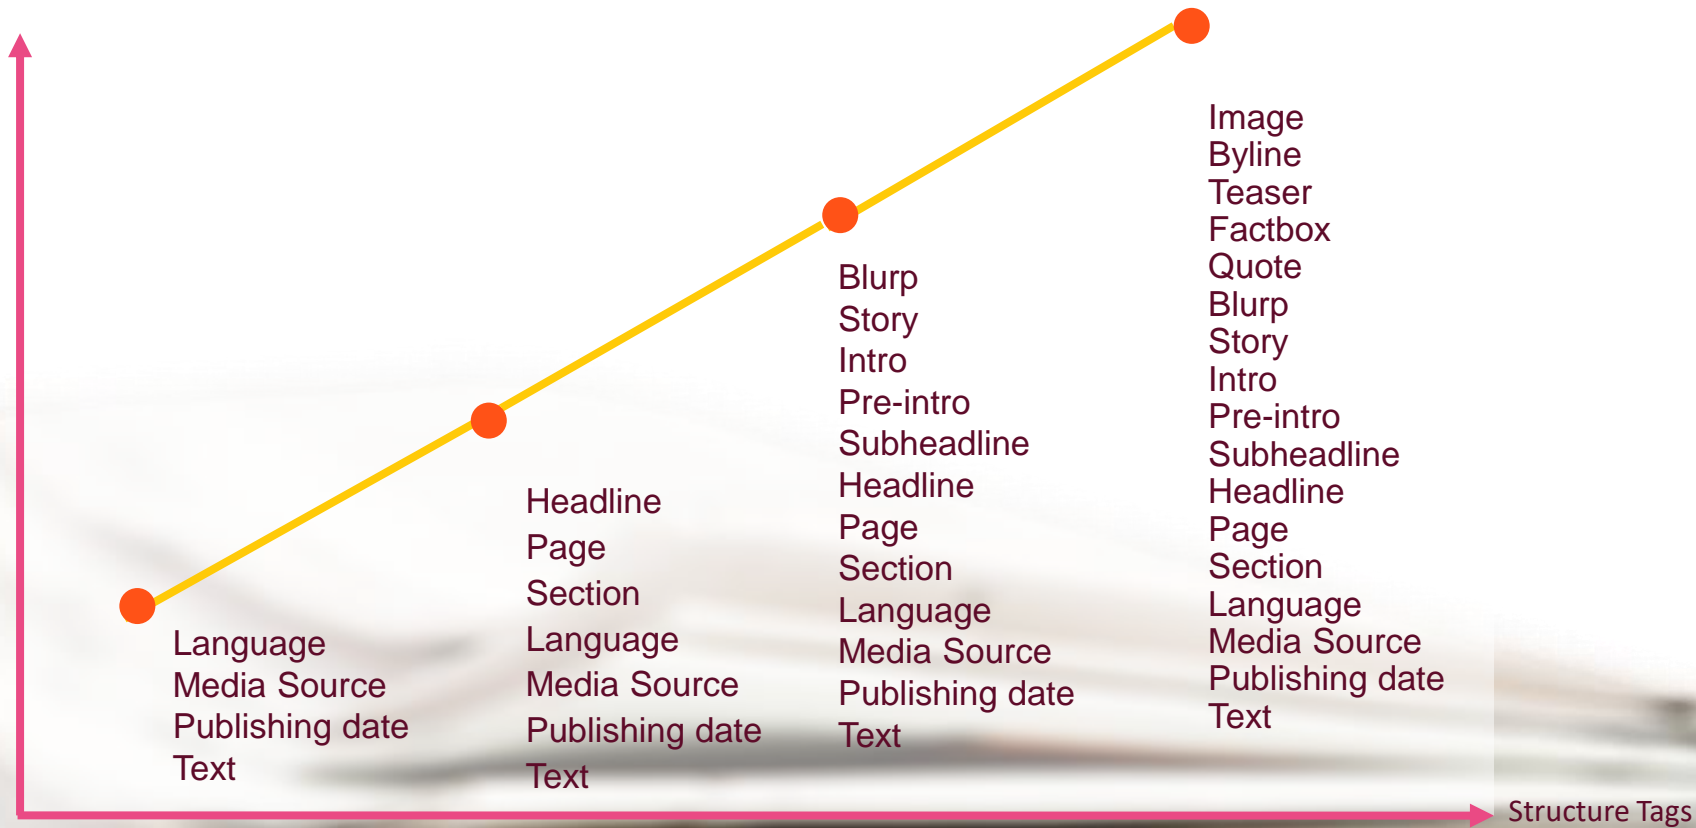 Language
Media Source
Publishing date
Text
Headline
Page
Section
Language
Media Source
Publishing date
Text
Blurp
Story
Intro
Pre-intro
Subheadline
Headline
Page
Section
Language
Media Source
Publishing date
Text
Image
Byline
Teaser
Factbox
Quote
Blurp
Story
Intro
Pre-intro
Subheadline
Headline
Page
Section
Language
Media Source
Publishing date
Text
Structure Tags